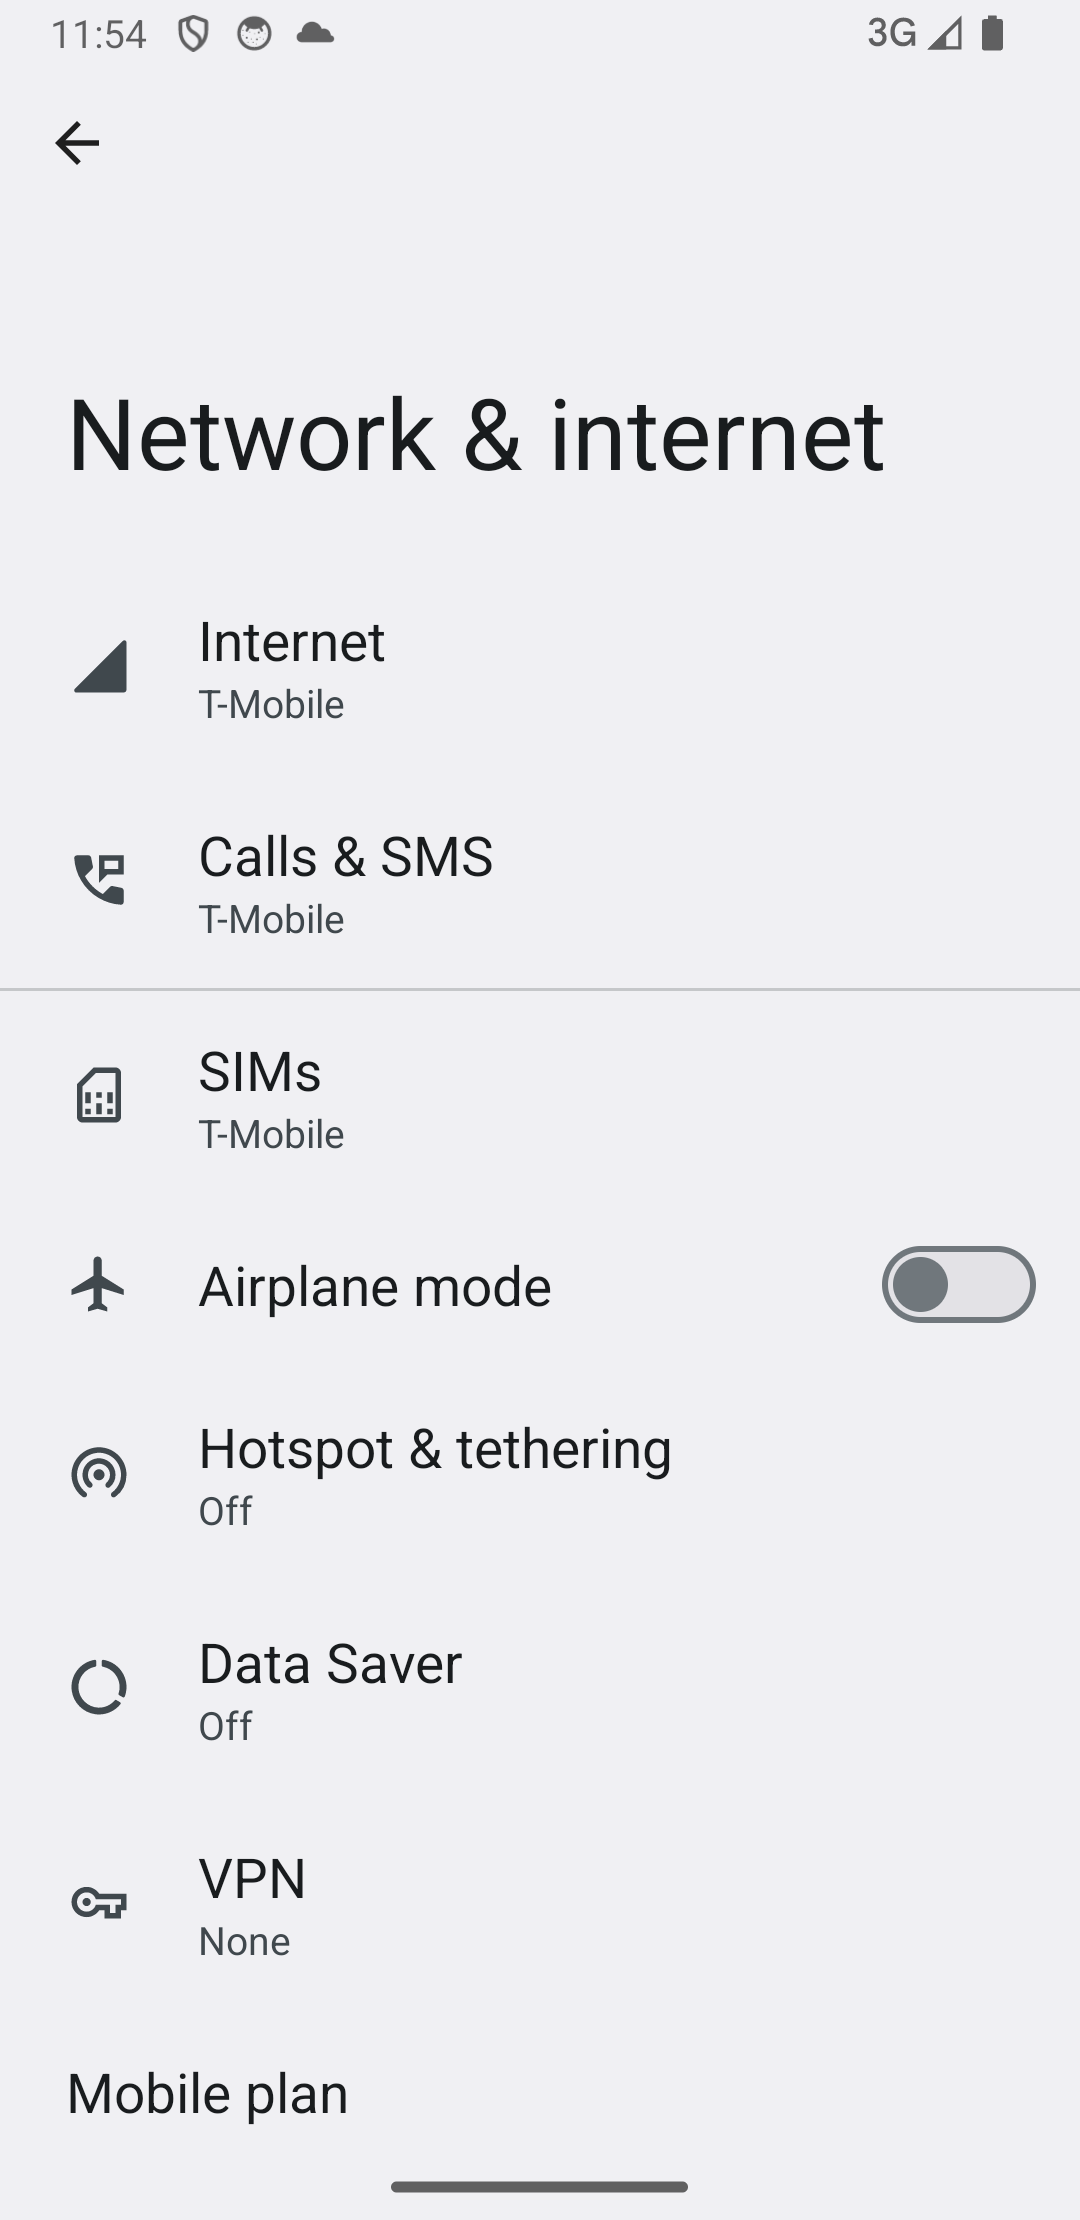 11:54
3G
Network & internet
Internet
T-Mobile
Calls & SMS
T-Mobile
SIMs
T-Mobile
Airplane mode
Hotspot & tethering
Off
Data Saver
Off
VPN
None
Mobile plan